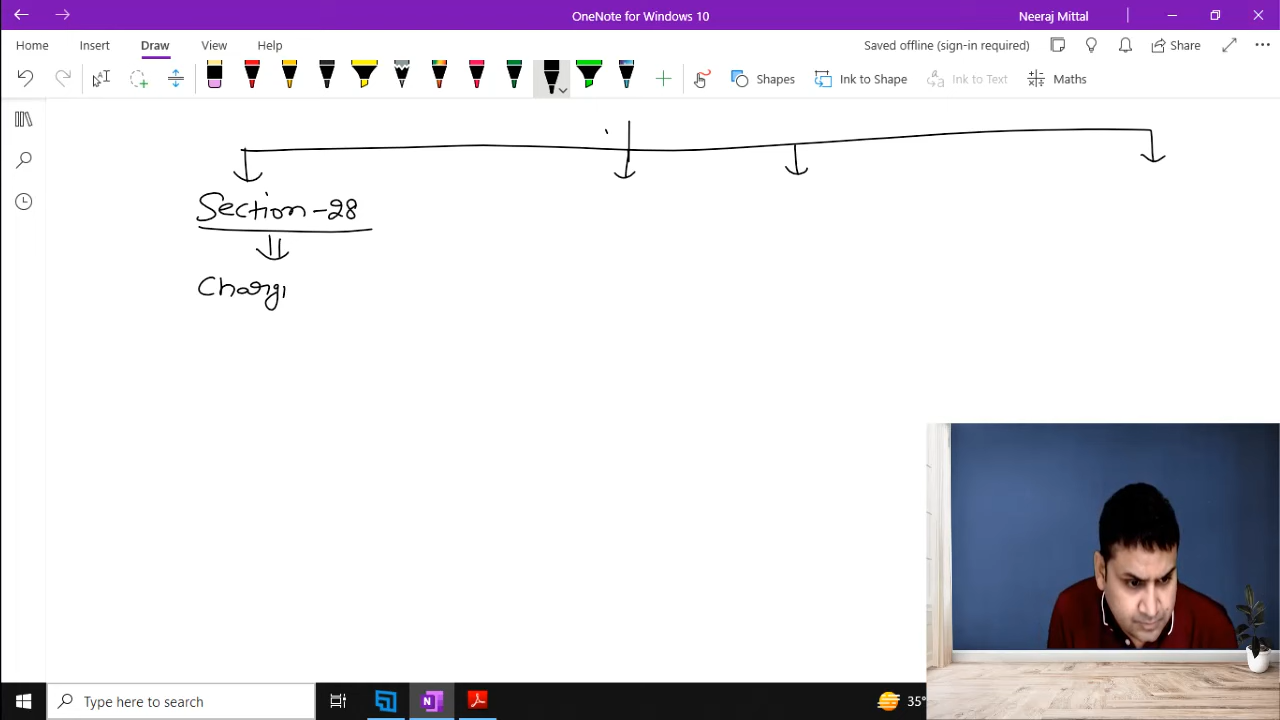 OneNote for Windows 10
Neeraj Mittal
Home Insert Draw View Help
Saved offline (sign-in required) Share
Shapes Ink to Shape Ink to Text Maths
Section-28
Chargi
Type here to search
35°